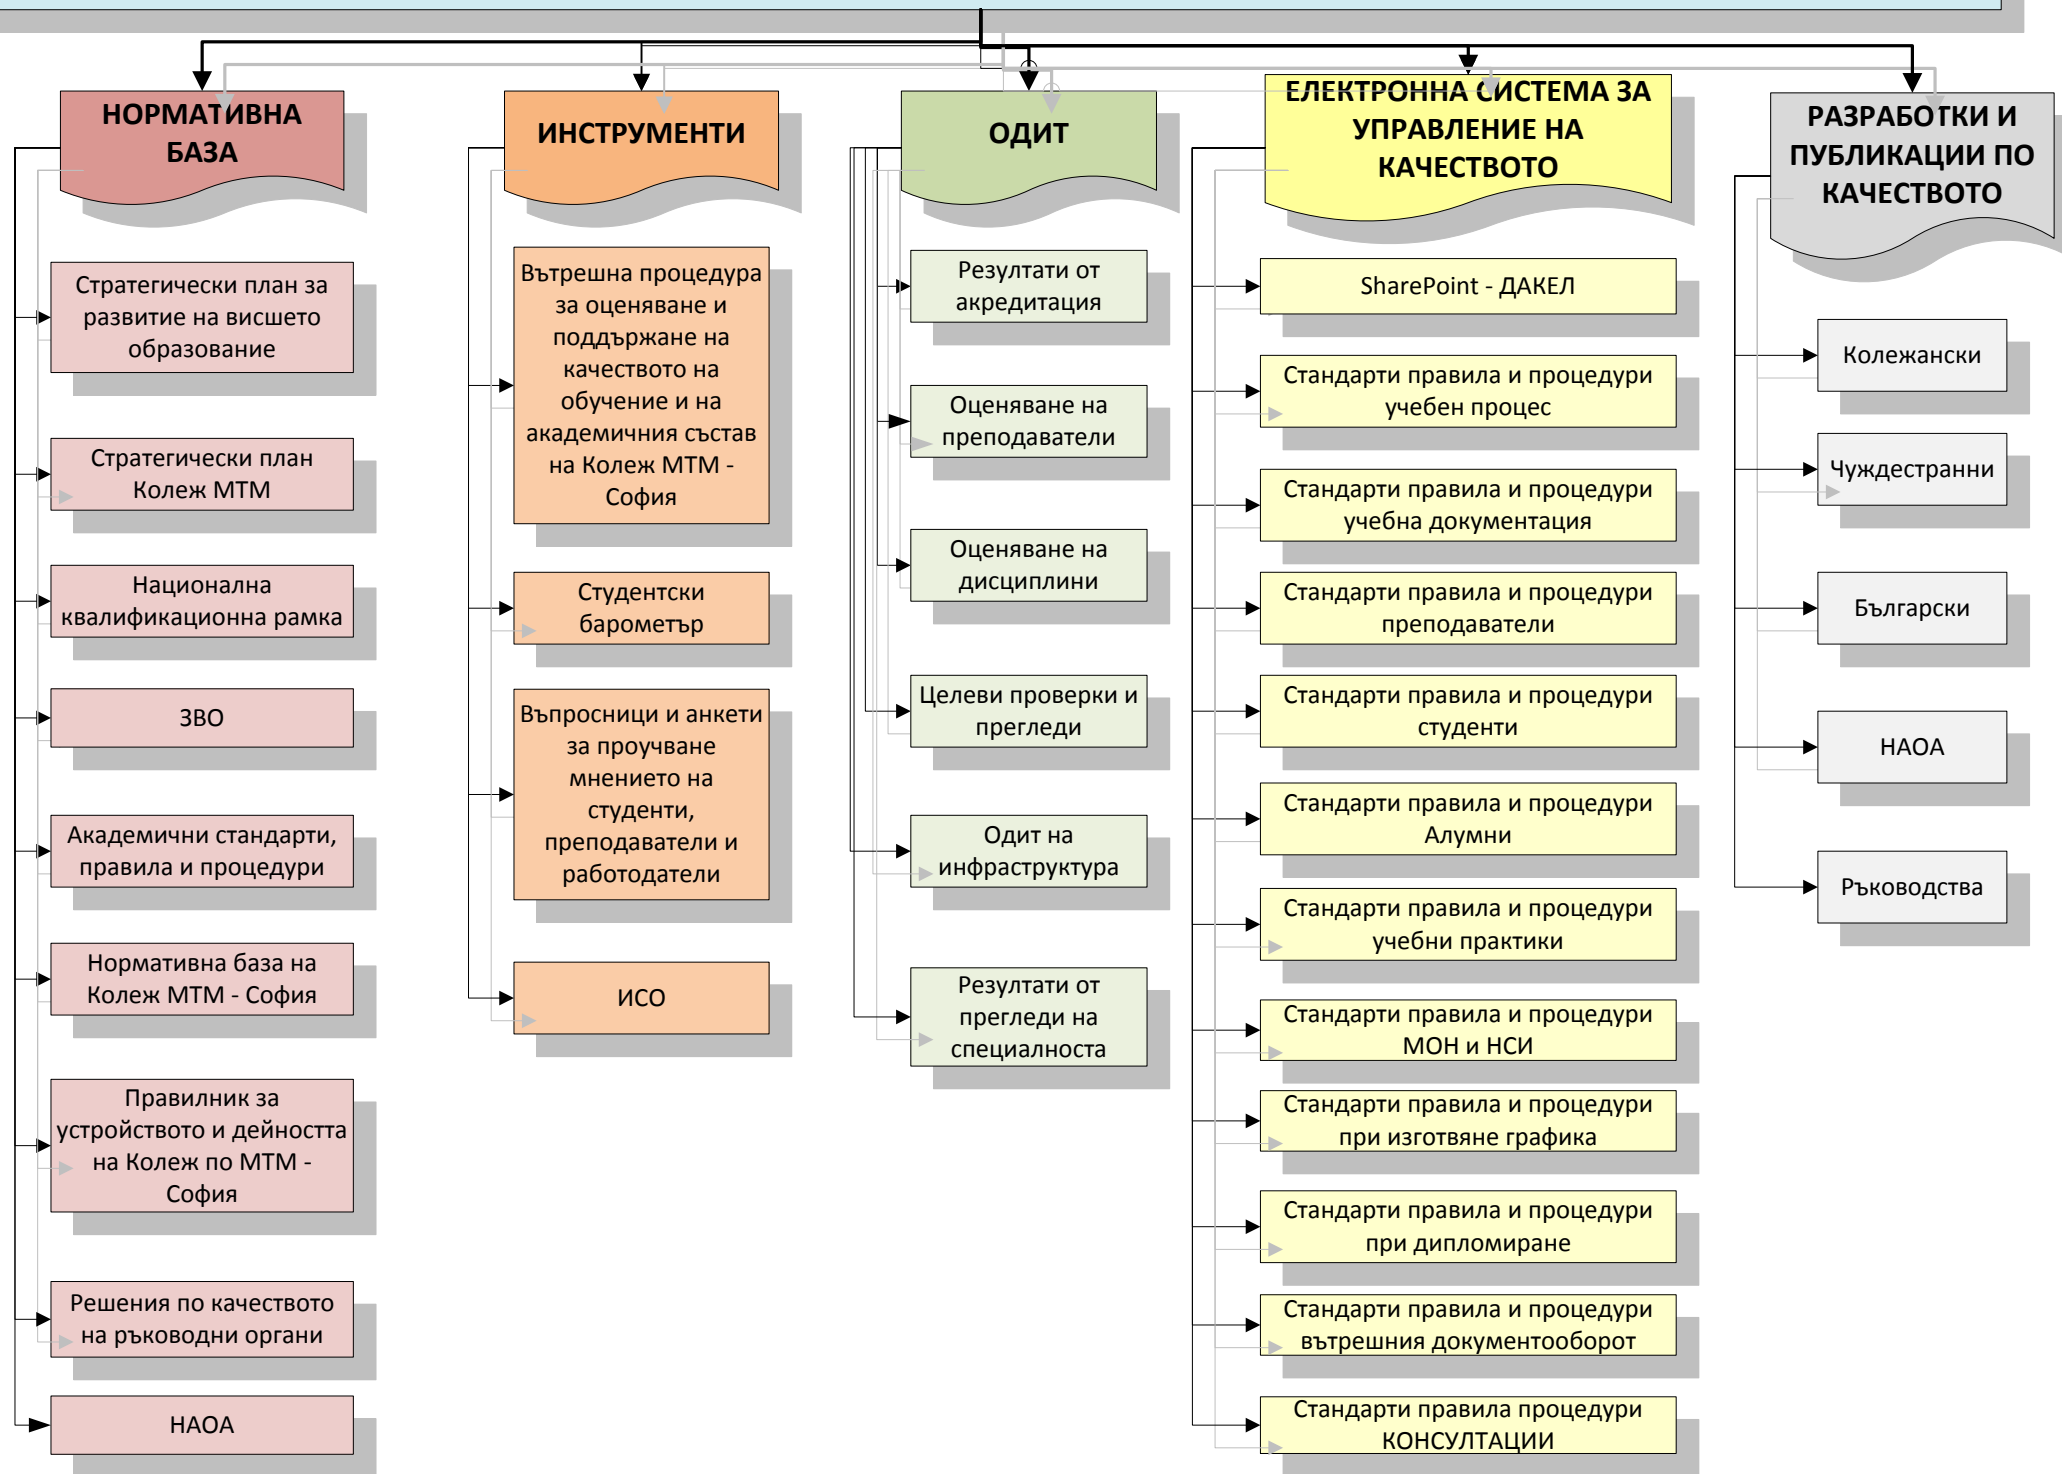 НОРМАТИВНА
БАЗА
Стратегически план за
развитие на висшето
образование
Стратегически план
Колеж МТМ
Национална
квалификационна рамка
ЗВО
Академични стандарти,
правила и процедури
Нормативна база на
Колеж МТМ - София
Правилник за
устройството и дейността
на Колеж по МТМ -
София
Решения по качеството
на ръководни органи
НАОА
ИНСТРУМЕНТИ
Вътрешна процедура
за оценяване и
поддържане на
качеството на
обучение и на
академичния състав
на Колеж МТМ -
София
Студентски
барометър
Въпросници и анкети
за проучване
мнението на
студенти,
преподаватели и
работодатели
ИСО
ОДИТ
Резултати от
акредитация
Оценяване на
преподаватели
Оценяване на
дисциплини
Целеви проверки и
прегледи
Одит на
инфраструктура
Резултати от
прегледи на
специалноста
ЕЛЕКТРОННА СИСТЕМА ЗА
УПРАВЛЕНИЕ НА
КАЧЕСТВОТО
SharePoint - ДАКЕЛ
Стандарти правила и процедури
учебен процес
Стандарти правила и процедури
учебна документация
Стандарти правила и процедури
преподаватели
Стандарти правила и процедури
студенти
Стандарти правила и процедури
Алумни
Стандарти правила и процедури
учебни практики
Стандарти правила и процедури
МОН и НСИ
Стандарти правила и процедури
при изготвяне графика
Стандарти правила и процедури
при дипломиране
Стандарти правила и процедури
вътрешния документооборот
Стандарти правила процедури
КОНСУЛТАЦИИ
РАЗРАБОТКИ И
ПУБЛИКАЦИИ ПО
КАЧЕСТВОТО
Колежански
Чуждестранни
Български
НАОА
Ръководства